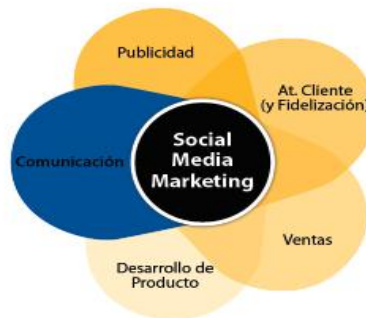 Publicidad
At. Cliente
(y Fidelización)
Comunicación
Social
Media
Marketing
Ventas
Desarrollo de
Producto